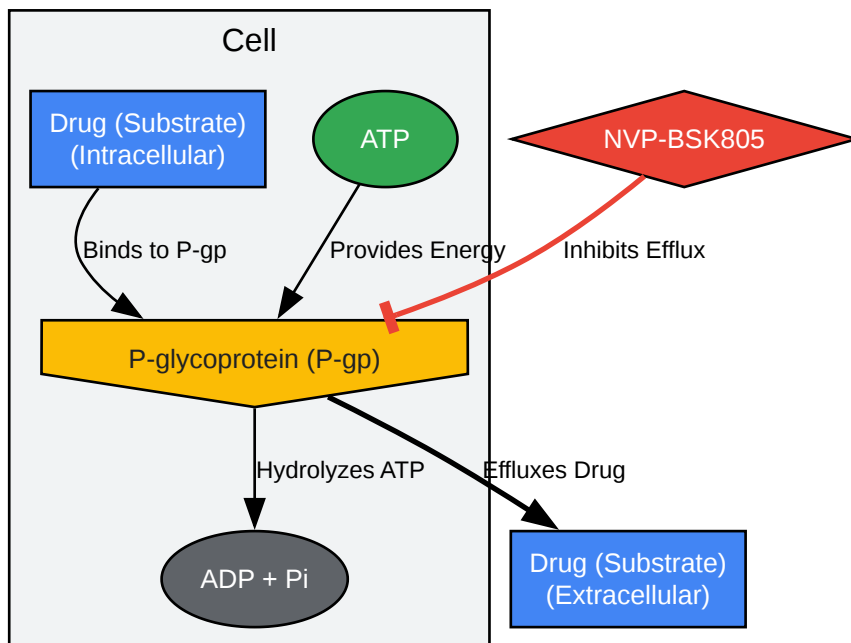 Cell
Drug (Substrate)
(Intracellular)
ATP
NVP-BSK805
Binds to P-gp
Provides Energy
Inhibits Efflux
P-glycoprotein (P-gp)
Hydrolyzes ATP
Effluxes Drug
ADP + Pi
Drug (Substrate)
(Extracellular)